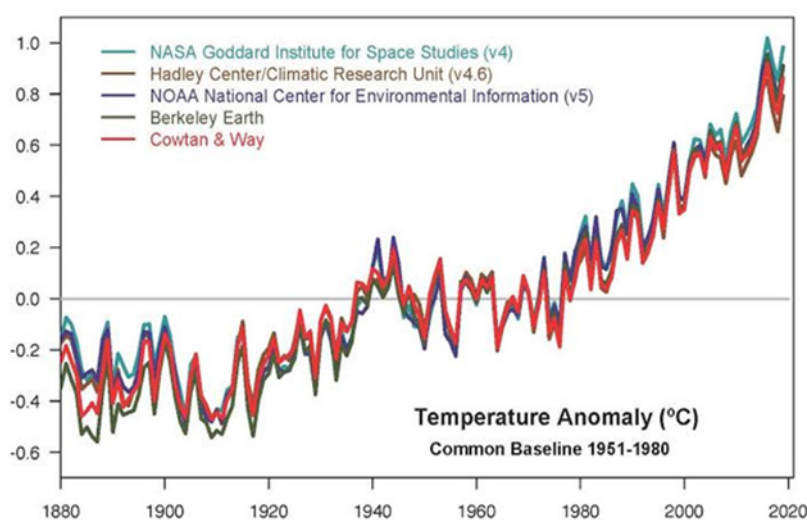 1.0
NASA Goddard Institute for Space Studies (v4)
Hadley Center/Climatic Research Unit (v4.6)
0.8
NOAA National Center for Environmental Information (v5)
Berkeley Earth
Cowtan & Way
0.6
0.4
0.2
0.0
-0.2
-0.4
Temperature Anomaly (ºC)
Common Baseline 1951-1980
-0.6
1880 1900 1920 1940 1960 1980 2000 2020